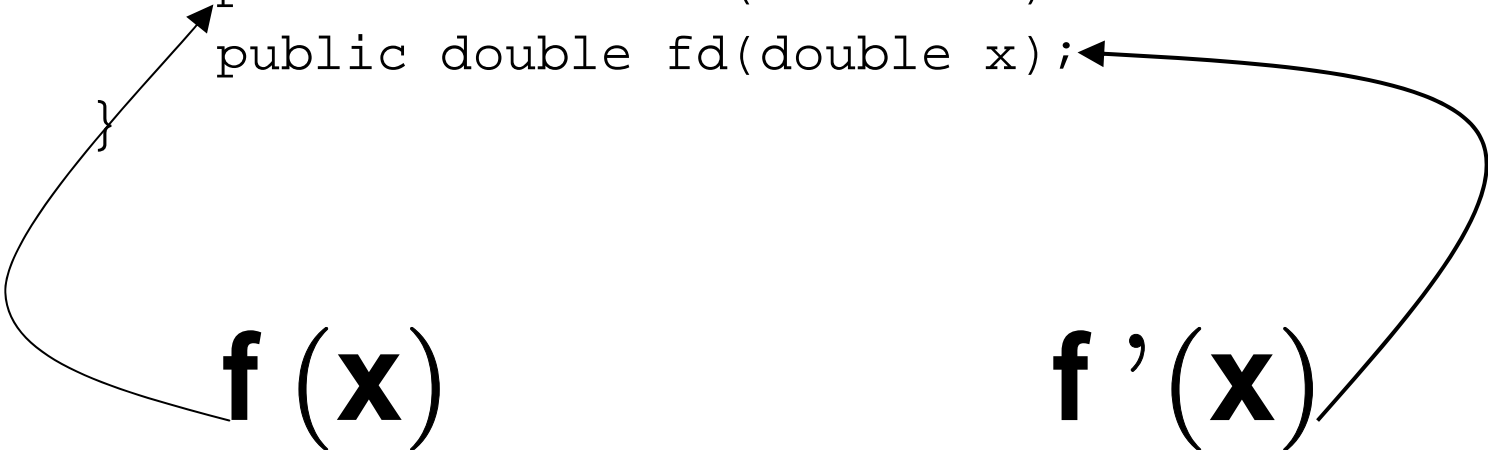 public double fd(double x);
}
f (x) f ’(x)